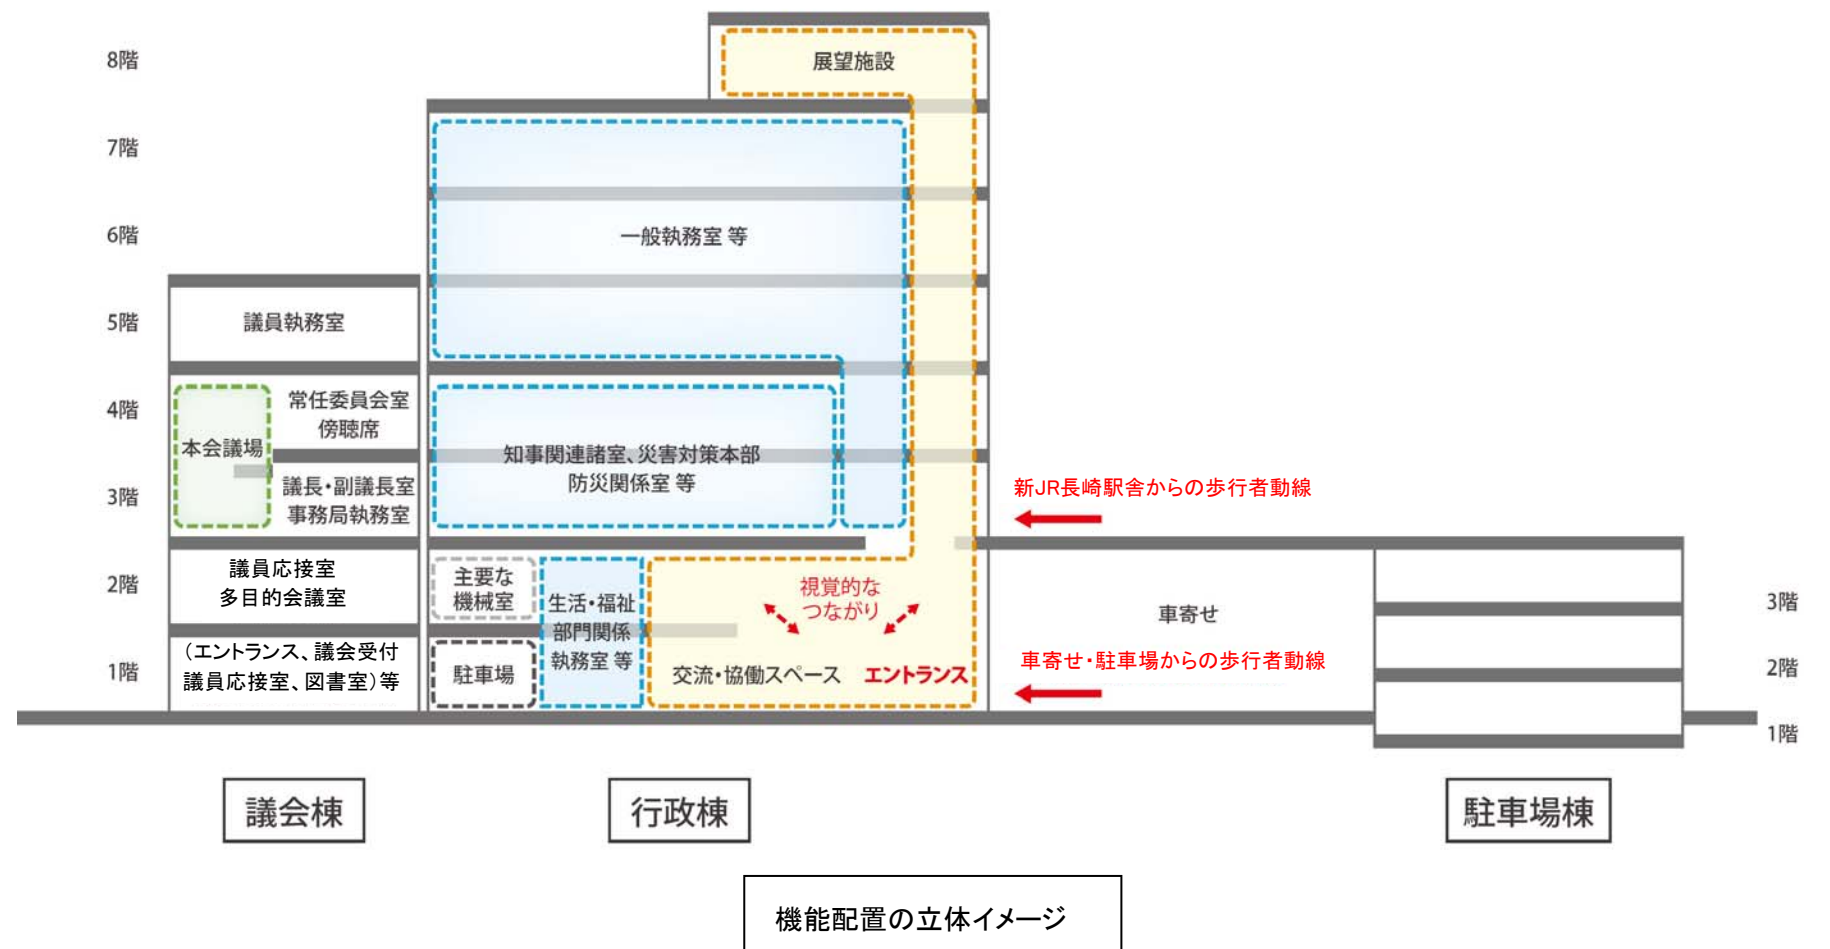 8階
展望施設
7階
6階
一般執務室 等
5階
議員執務室
4階
常任委員会室
傍聴席
本会議場
知事関連諸室、災害対策本部
防災関係室 等
3階
議長・副議長室
事務局執務室
新JR長崎駅舎からの歩行者動線
2階
議員応接室
多目的会議室
主要な
機械室
生活・福祉
部門関係
執務室 等
視覚的な
つながり
車寄せ
3階
1階
（エントランス、議会受付
議員応接室、図書室）等
駐車場
交流・協働スペース
エントランス
車寄せ・駐車場からの歩行者動線
2階
1階
議会棟
行政棟
駐車場棟
機能配置の立体イメージ